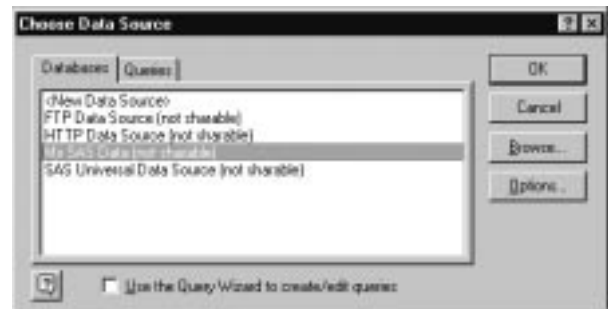 Choose Data Source
Databases Queries
<New Data Source>
FTP Data Source (not sharable)
HTTP Data Source (not sharable)
My SAS Data (not sharable)
SAS Universal Data Source (not sharable)
OK
Cancel
Browse...
Options...
Use the Query Wizard to create/edit queries